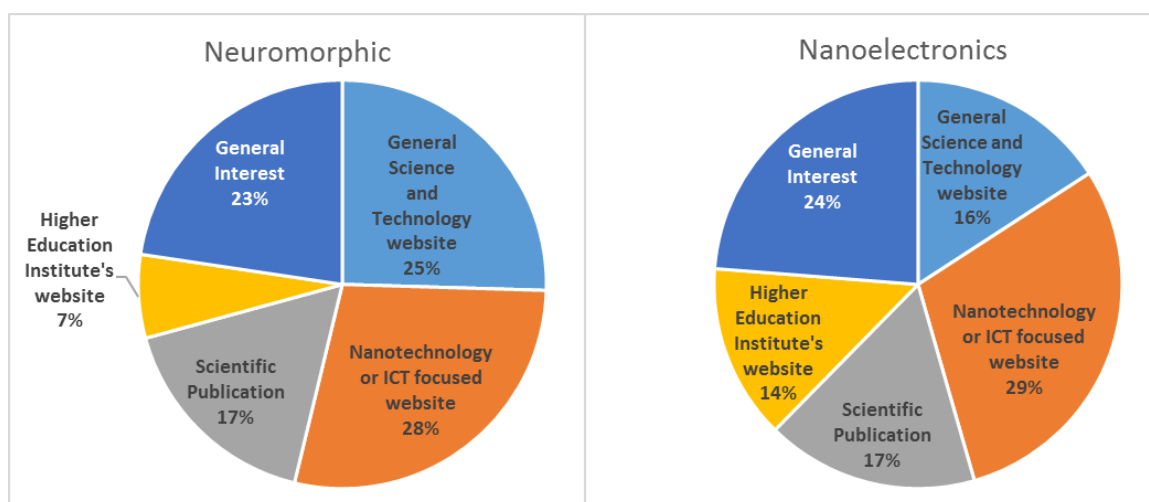 Neuromorphic
General
Interest
23%
General
Science
and
Technology
website
25%
Higher
Education
Institute's
website
7%
Scientific
Publication
17%
Nanotechnology
or ICT focused
website
28%
Nanoelectronics
General
Interest
24%
General
Science and
Technology
website
16%
Higher
Education
Institute's
website
14%
Nanotechnology
or ICT focused
website
29%
Scientific
Publication
17%